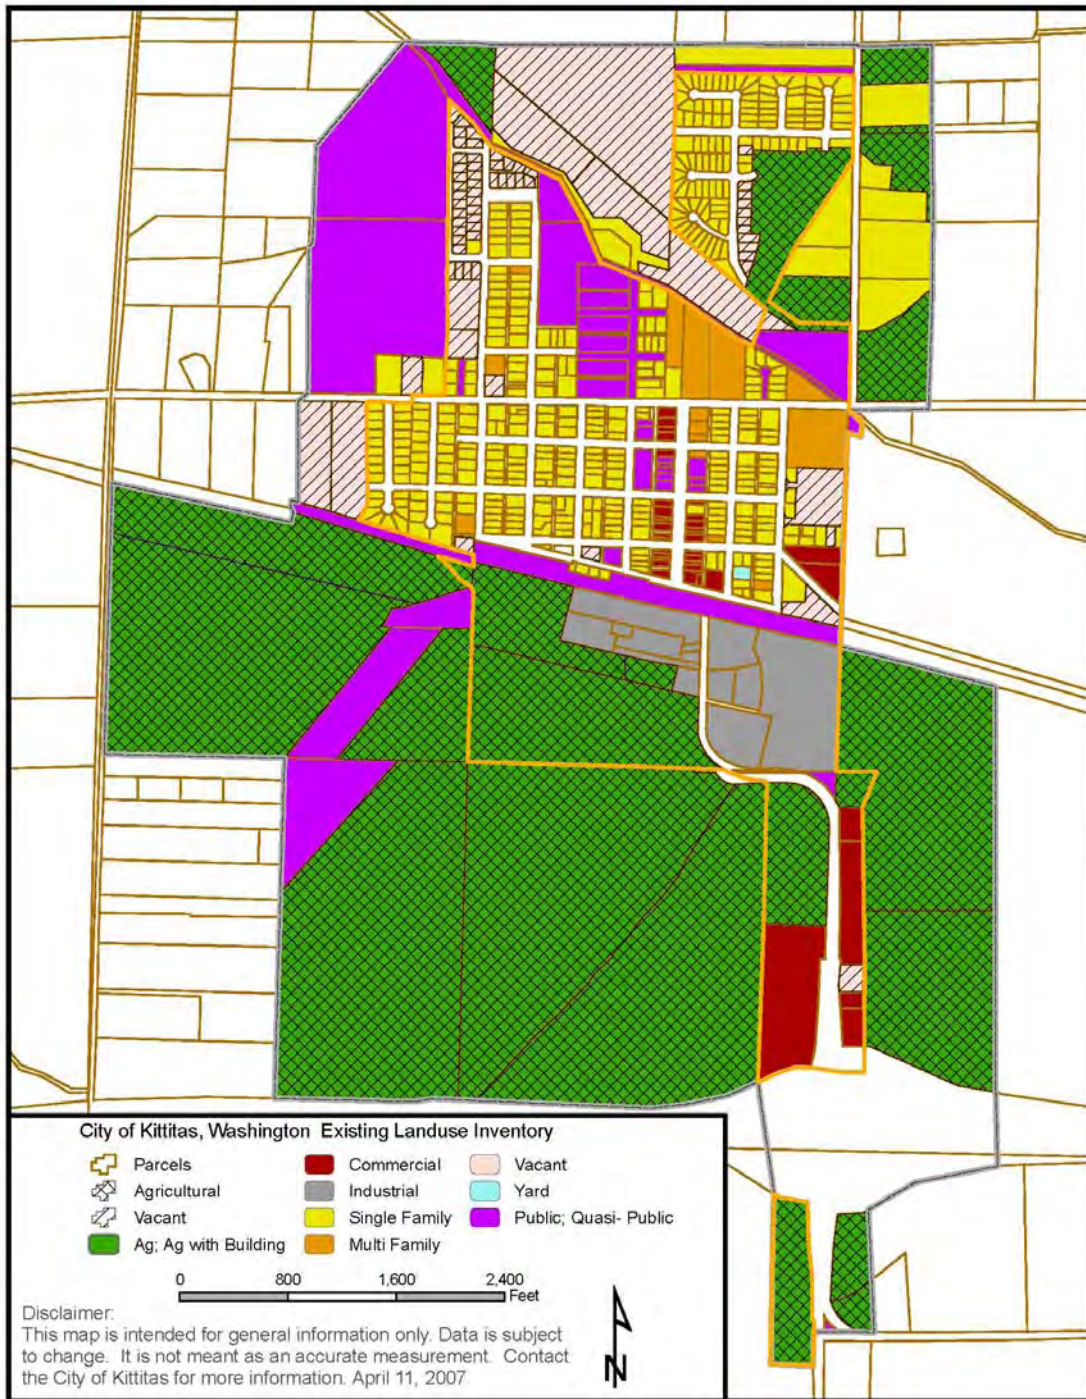 City of Kittitas, Washington Existing Landuse Inventory
Parcels
Agricultural
Vacant
Ag; Ag with Building
Commercial
Industrial
Single Family
Multi Family
Vacant
Yard
Public; Quasi- Public
0 800 1,600 2,400
Feet
Disclaimer:
This map is intended for general information only. Data is subject
to change. It is not meant as an accurate measurement. Contact
the City of Kittitas for more information. April 11, 2007
N